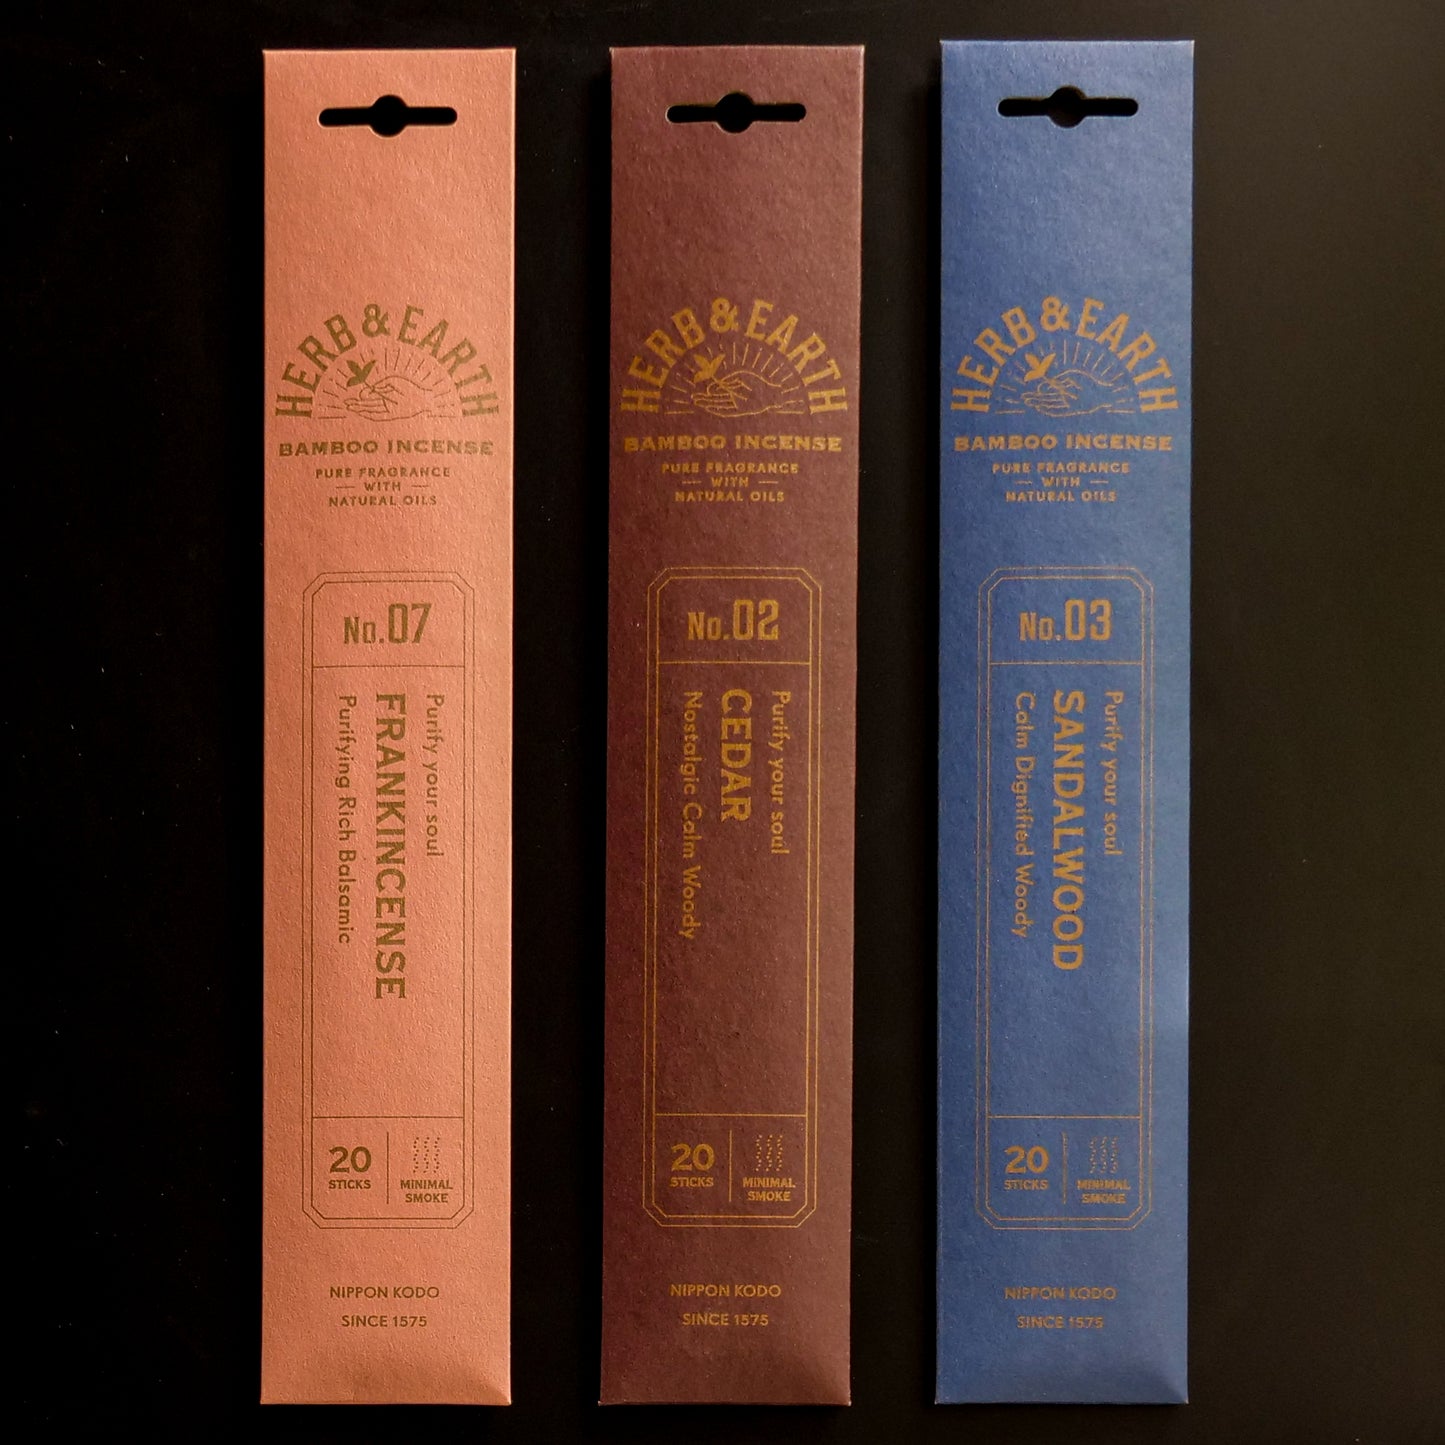 HERB & EARTH
BAMBOO INCENSE
PURE FRAGRANCE
WITH
NATURAL OILS
No.07
Purify your soul
FRANKINCENSE
Purifying Rich Balsamic
20
STICKS
MINIMAL
SMOKE
NIPPON KODO
SINCE 1575
HERB & EARTH
BAMBOO INCENSE
PURE FRAGRANCE
WITH
NATURAL OILS
No.02
Purify your soul
CEDAR
Nostalgic Calm Woody
20
STICKS
MINIMAL
SMOKE
NIPPON KODO
SINCE 1575
HERB & EARTH
BAMBOO INCENSE
PURE FRAGRANCE
WITH
NATURAL OILS
No.03
Purify your soul
SANDALWOOD
Calm Dignified Woody
20
STICKS
MINIMAL
SMOKE
NIPPON KODO
SINCE 1575